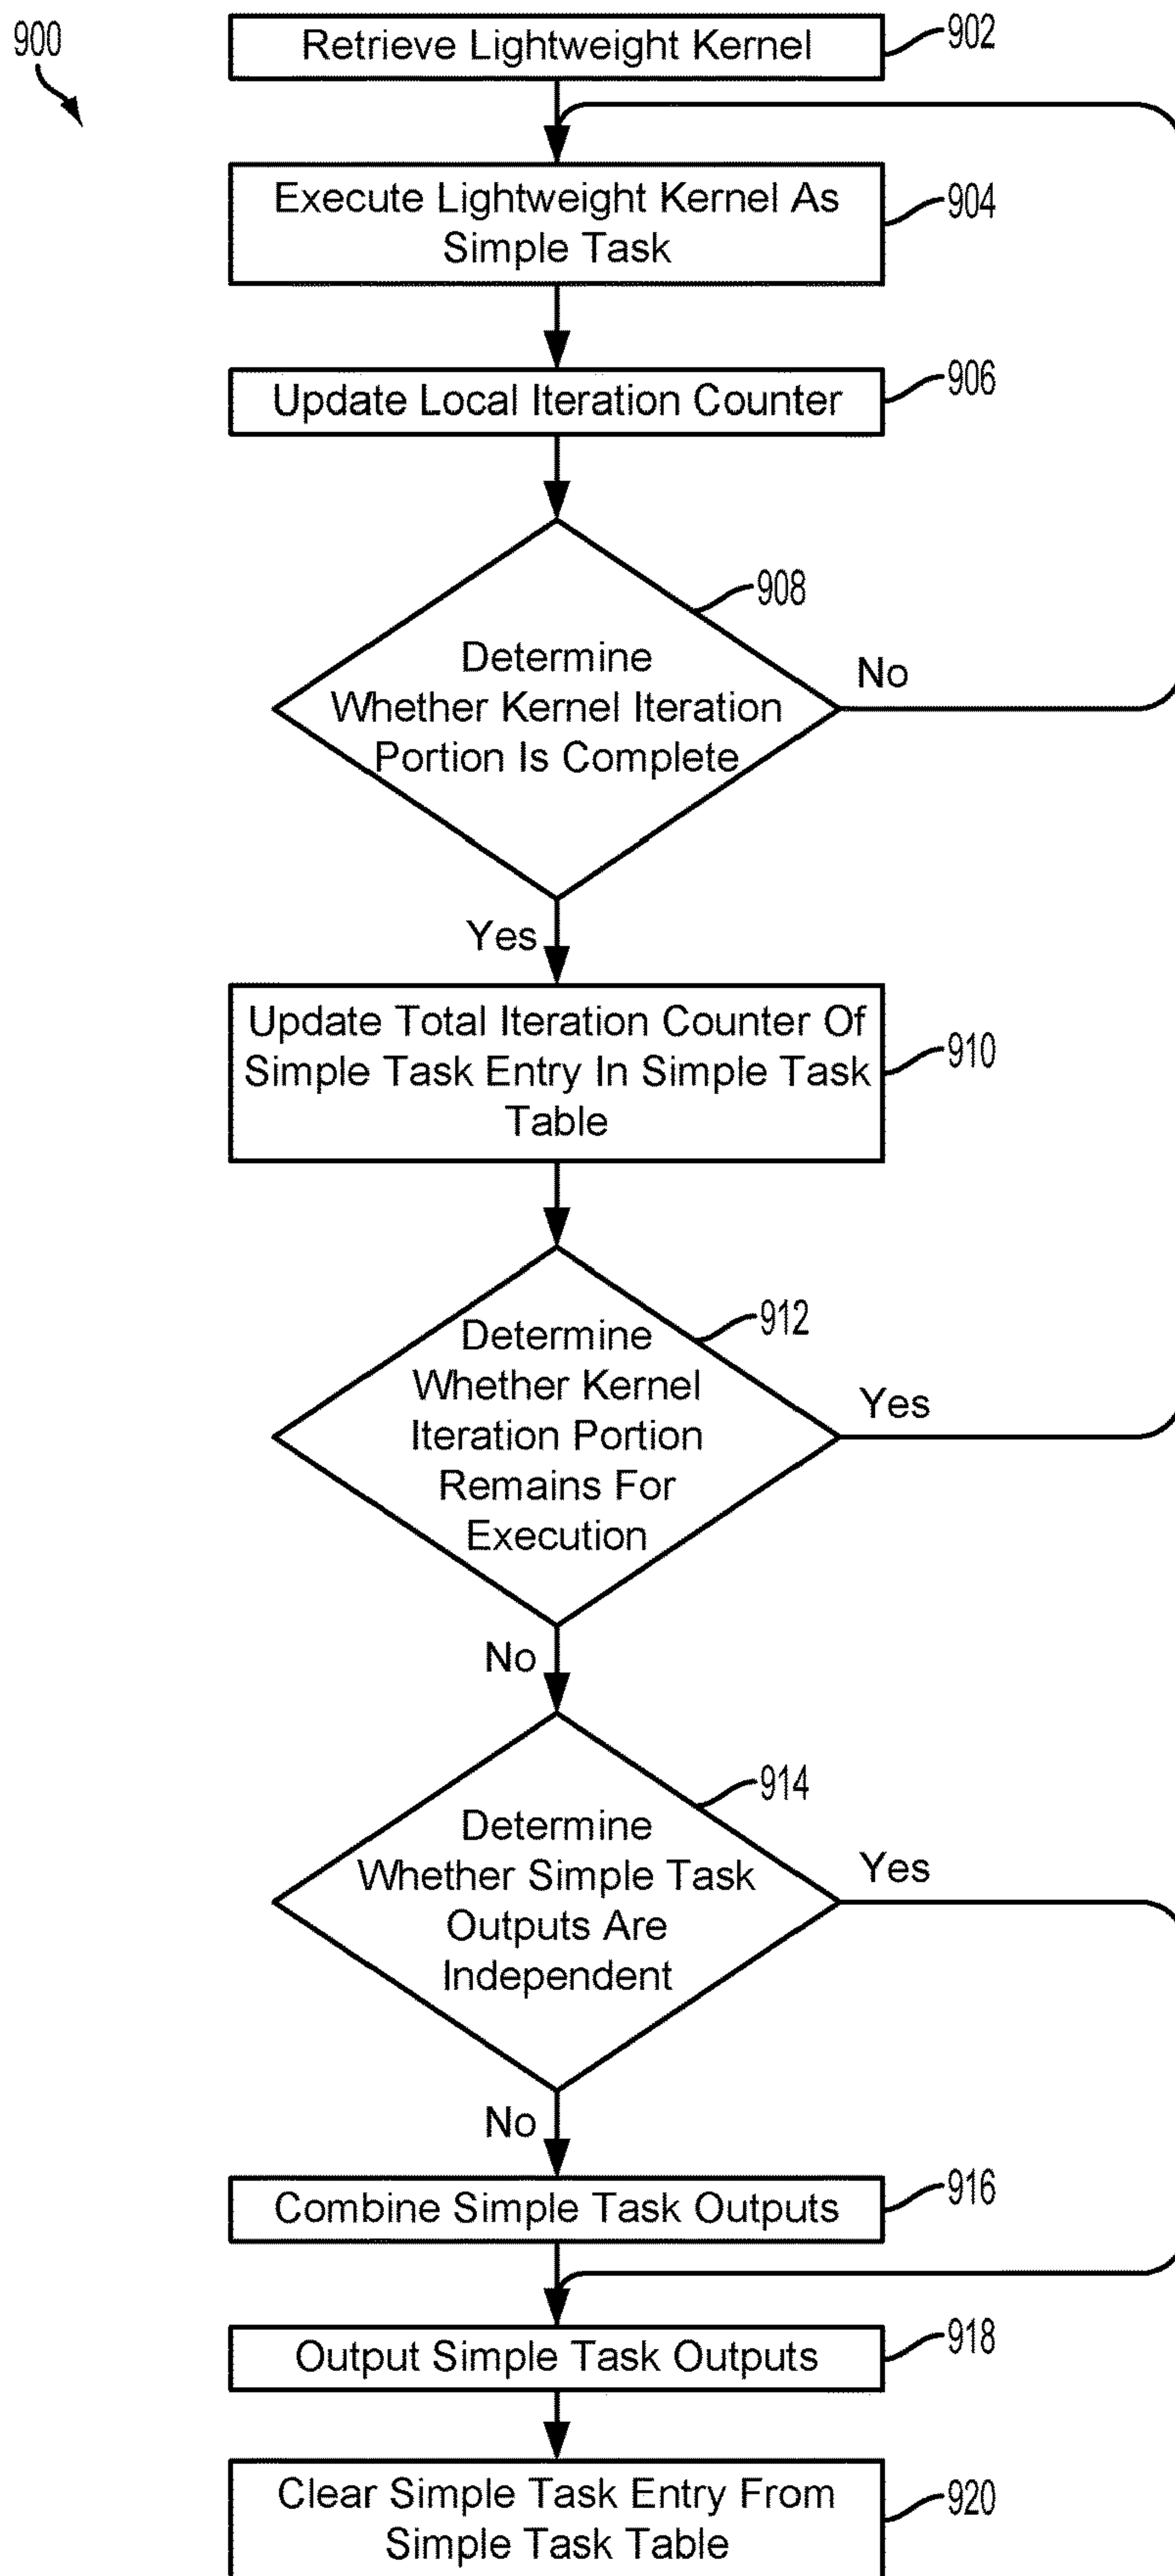 900
Retrieve Lightweight Kernel
902
Execute Lightweight Kernel As
Simple Task
904
Update Local Iteration Counter
906
908
Determine
Whether Kernel Iteration
Portion Is Complete
No
Yes
Update Total Iteration Counter Of
Simple Task Entry In Simple Task
Table
910
912
Determine
Whether Kernel
Iteration Portion
Remains For
Execution
Yes
No
914
Determine
Whether Simple Task
Outputs Are
Independent
Yes
No
Combine Simple Task Outputs
916
Output Simple Task Outputs
918
Clear Simple Task Entry From
Simple Task Table
920